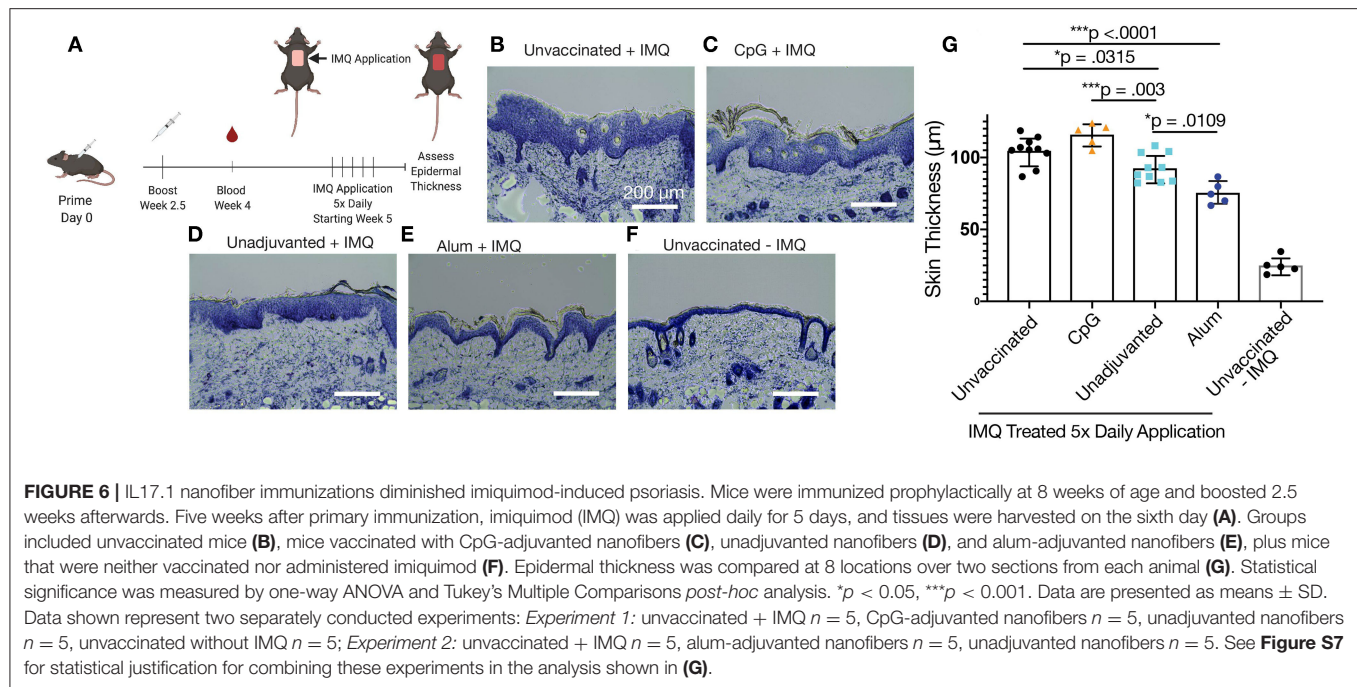 A
IMQ Application
Prime
Day 0
Boost
Week 2.5
Blood
Week 4
IMQ Application
5x Daily
Starting Week 5
Assess
Epidermal
Thickness
B
Unvaccinated + IMQ
200 μm
C
CpG + IMQ
D
Unadjuvanted + IMQ
E
Alum + IMQ
F
Unvaccinated - IMQ
G
***p <.0001
*p = .0315
***p = .003
*p = .0109
Skin Thickness (μm)
100
50
0
Unvaccinated
CpG
Unadjuvanted
Alum
Unvaccinated
- IMQ
IMQ Treated 5x Daily Application
FIGURE 6 | IL17.1 nanofiber immunizations diminished imiquimod-induced psoriasis. Mice were immunized prophylactically at 8 weeks of age and boosted 2.5
weeks afterwards. Five weeks after primary immunization, imiquimod (IMQ) was applied daily for 5 days, and tissues were harvested on the sixth day (A). Groups
included unvaccinated mice (B), mice vaccinated with CpG-adjuvanted nanofibers (C), unadjuvanted nanofibers (D), and alum-adjuvanted nanofibers (E), plus mice
that were neither vaccinated nor administered imiquimod (F). Epidermal thickness was compared at 8 locations over two sections from each animal (G). Statistical
significance was measured by one-way ANOVA and Tukey's Multiple Comparisons post-hoc analysis. *p < 0.05, ***p < 0.001. Data are presented as means ± SD.
Data shown represent two separately conducted experiments: Experiment 1: unvaccinated + IMQ n = 5, CpG-adjuvanted nanofibers n = 5, unadjuvanted nanofibers
n = 5, unvaccinated without IMQ n = 5; Experiment 2: unvaccinated + IMQ n = 5, alum-adjuvanted nanofibers n = 5, unadjuvanted nanofibers n = 5. See Figure S7
for statistical justification for combining these experiments in the analysis shown in (G).